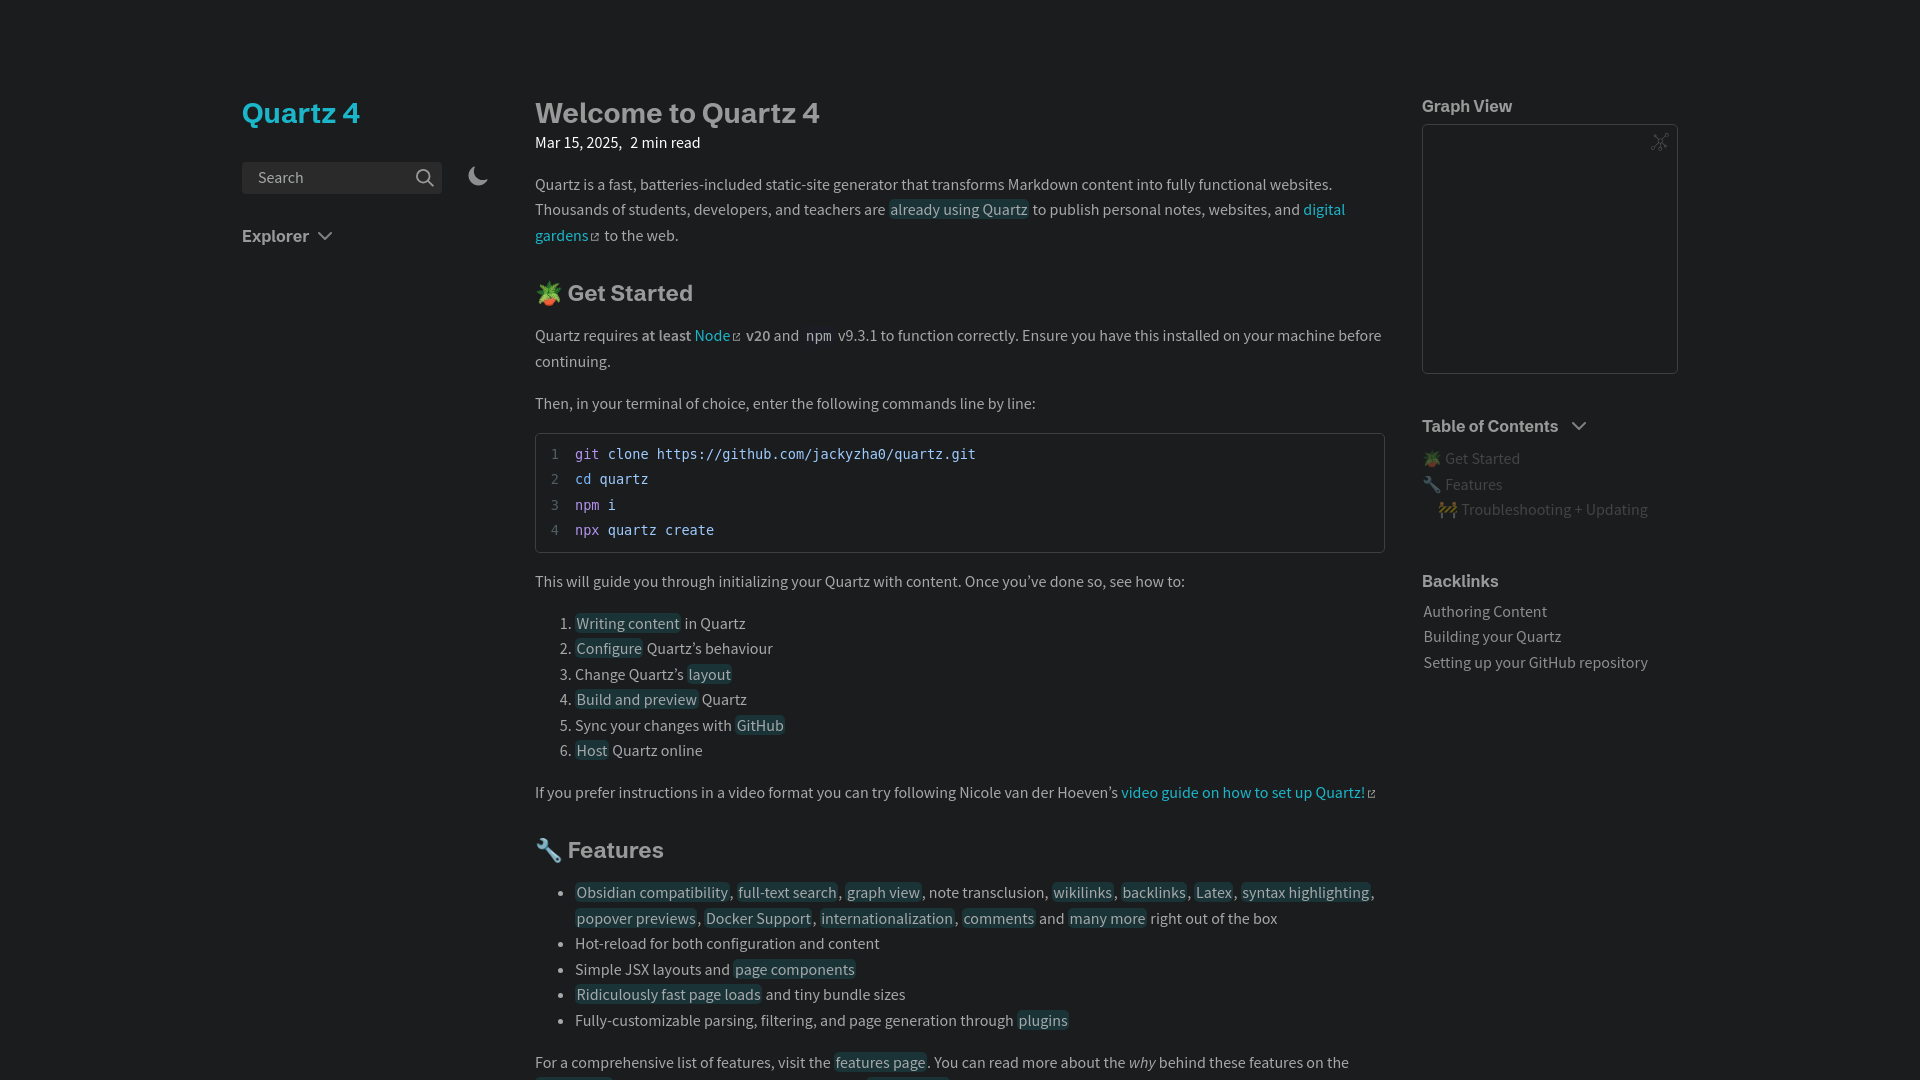 Quartz 4
Search
Explorer
Welcome to Quartz 4
Mar 15, 2025, 2 min read
Quartz is a fast, batteries-included static-site generator that transforms Markdown content into fully functional websites.
Thousands of students, developers, and teachers are already using Quartz to publish personal notes, websites, and digital
gardens to the web.
🪴 Get Started
Quartz requires at least Node v20 and npm v9.3.1 to function correctly. Ensure you have this installed on your machine before
continuing.
Then, in your terminal of choice, enter the following commands line by line:
1 git clone https://github.com/jackyzha0/quartz.git
2 cd quartz
3 npm i
4 npx quartz create
This will guide you through initializing your Quartz with content. Once you’ve done so, see how to:
1. Writing content in Quartz
2. Configure Quartz’s behaviour
3. Change Quartz’s layout
4. Build and preview Quartz
5. Sync your changes with GitHub
6. Host Quartz online
If you prefer instructions in a video format you can try following Nicole van der Hoeven’s video guide on how to set up Quartz!
🔧 Features
• Obsidian compatibility, full-text search, graph view, note transclusion, wikilinks, backlinks, Latex, syntax highlighting,
popover previews, Docker Support, internationalization, comments and many more right out of the box
• Hot-reload for both configuration and content
• Simple JSX layouts and page components
• Ridiculously fast page loads and tiny bundle sizes
• Fully-customizable parsing, filtering, and page generation through plugins
For a comprehensive list of features, visit the features page. You can read more about the why behind these features on the
Graph View
Table of Contents
🪴 Get Started
🔧 Features
🚧 Troubleshooting + Updating
Backlinks
Authoring Content
Building your Quartz
Setting up your GitHub repository